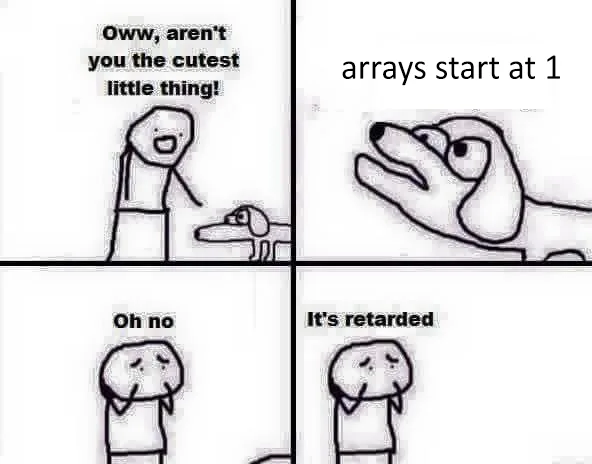 Oww, aren't
you the cutest
little thing!
arrays start at 1
Oh no
It's retarded